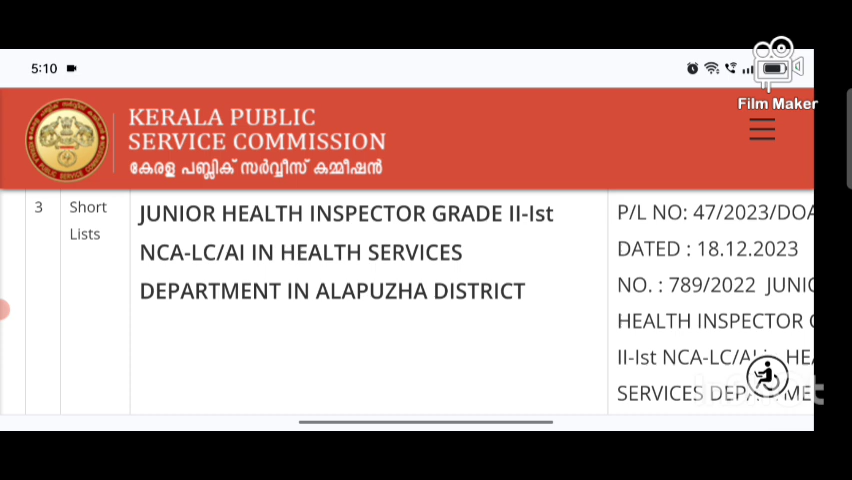 5:10
Film Maker
KERALA PUBLIC
SERVICE COMMISSION
കേരള പബ്ലിക് സർവ്വീസ് കമ്മീഷൻ
3
Short
Lists
JUNIOR HEALTH INSPECTOR GRADE II-Ist
NCA-LC/AI IN HEALTH SERVICES
DEPARTMENT IN ALAPUZHA DISTRICT
P/L NO: 47/2023/DOA
DATED : 18.12.2023
NO. : 789/2022 JUNIO
HEALTH INSPECTOR
II-Ist NCA-LC/AI HEA
SERVICES